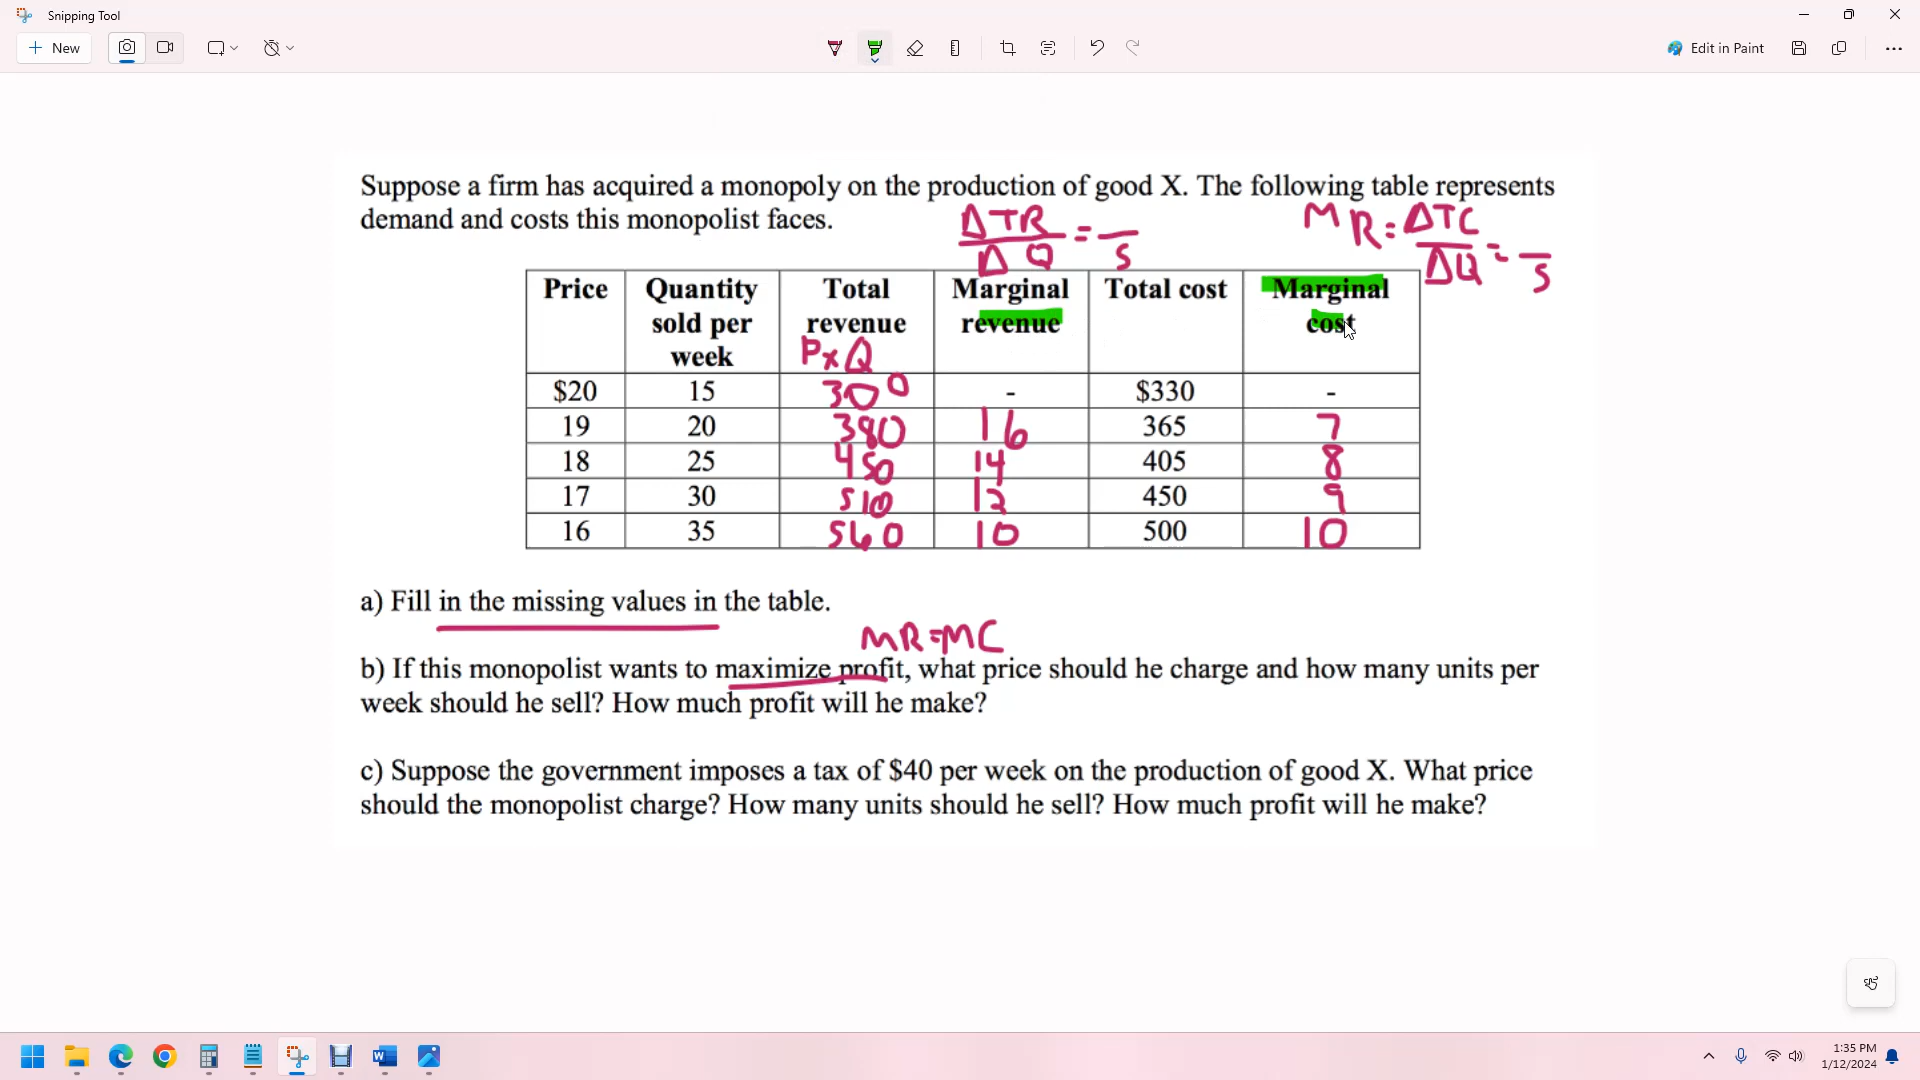 Snipping Tool
New
Edit in Paint
Suppose a firm has acquired a monopoly on the production of good X. The following table represents
demand and costs this monopolist faces.
ΔTR / ΔQ = — / 5
MR = ΔTC / ΔQ = — / 5
Price | Quantity sold per week | Total revenue PxQ | Marginal revenue | Total cost | Marginal cost
$20 | 15 | 300 | - | $330 | -
19 | 20 | 380 | 16 | 365 | 7
18 | 25 | 450 | 14 | 405 | 8
17 | 30 | 510 | 12 | 450 | 9
16 | 35 | 560 | 10 | 500 | 10
a) Fill in the missing values in the table.
MR=MC
b) If this monopolist wants to maximize profit, what price should he charge and how many units per
week should he sell? How much profit will he make?
c) Suppose the government imposes a tax of $40 per week on the production of good X. What price
should the monopolist charge? How many units should he sell? How much profit will he make?
1:35 PM
1/12/2024